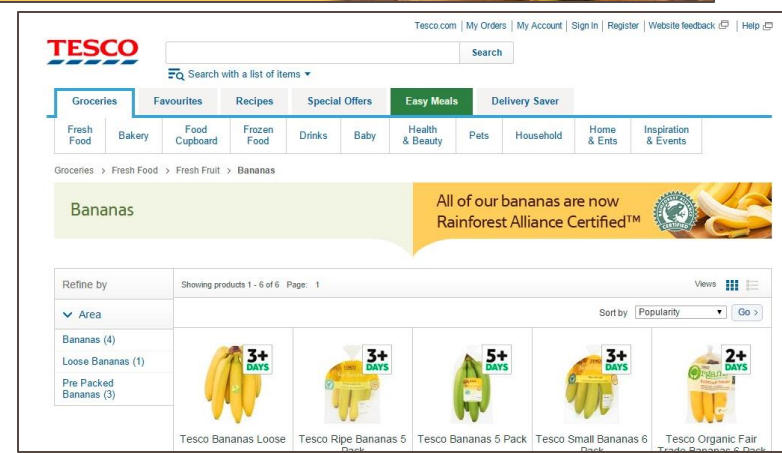 Tesco.com | My Orders | My Account | Sign In | Register | Website feedback | Help
TESCO
Search
Search with a list of items
Groceries Favourites Recipes Special Offers Easy Meals Delivery Saver
Fresh Food Bakery Food Cupboard Frozen Food Drinks Baby Health & Beauty Pets Household Home & Ents Inspiration & Events
Groceries > Fresh Food > Fresh Fruit > Bananas
Bananas
All of our bananas are now
Rainforest Alliance Certified™
CERTIFIED
Refine by
Showing products 1 - 6 of 6 Page: 1
Views
Area
Sort by Popularity Go >
Bananas (4)
Loose Bananas (1)
Pre Packed
Bananas (3)
3+ DAYS
3+ DAYS
5+ DAYS
3+ DAYS
2+ DAYS
Organic
Tesco Bananas Loose
Tesco Ripe Bananas 5
Pack
Tesco Bananas 5 Pack
Tesco Small Bananas 6
Pack
Tesco Organic Fair
Trade Bananas 6 Pack